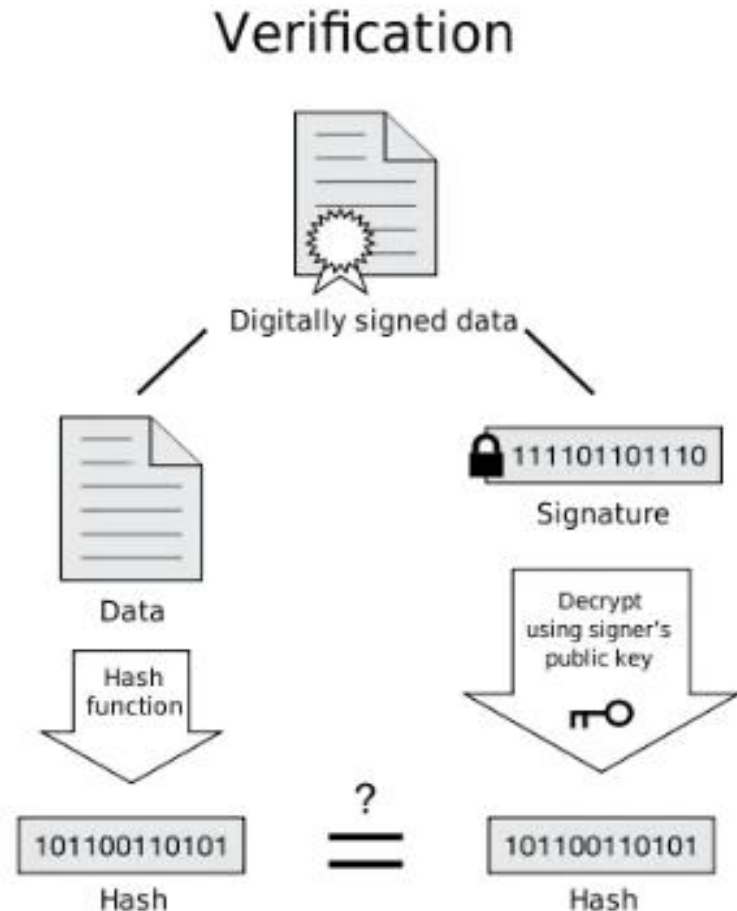 Verification
Digitally signed data
Data
Hash
function
101100110101
Hash
111101101110
Signature
Decrypt
using signer's
public key
?
=
101100110101
Hash